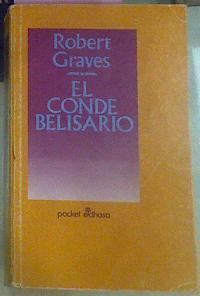 Robert
Graves
EL
CONDE
BELISARIO
pocket edhasa